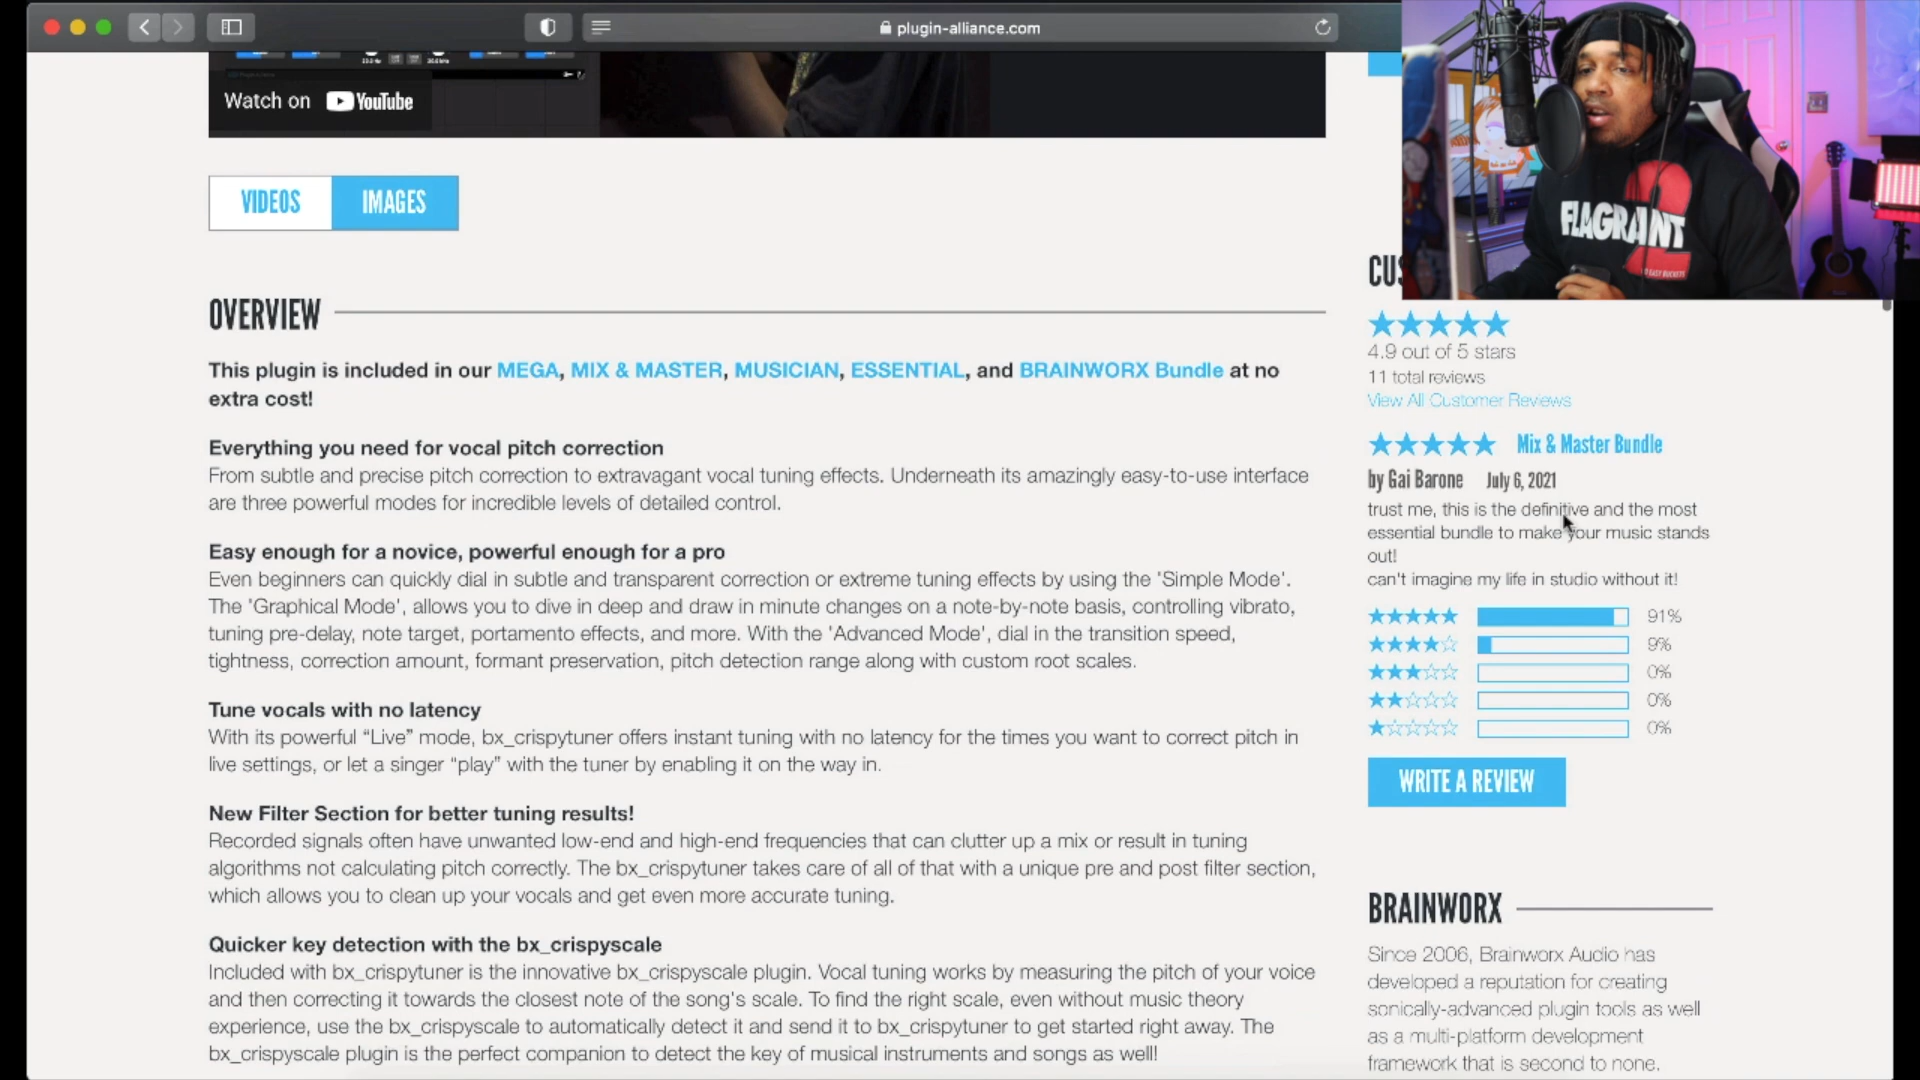 plugin-alliance.com
Watch on YouTube
VIDEOS
IMAGES
OVERVIEW
This plugin is included in our MEGA, MIX & MASTER, MUSICIAN, ESSENTIAL, and BRAINWORX Bundle at no
extra cost!
Everything you need for vocal pitch correction
From subtle and precise pitch correction to extravagant vocal tuning effects. Underneath its amazingly easy-to-use interface
are three powerful modes for incredible levels of detailed control.
Easy enough for a novice, powerful enough for a pro
Even beginners can quickly dial in subtle and transparent correction or extreme tuning effects by using the 'Simple Mode'.
The 'Graphical Mode', allows you to dive in deep and draw in minute changes on a note-by-note basis, controlling vibrato,
tuning pre-delay, note target, portamento effects, and more. With the 'Advanced Mode', dial in the transition speed,
tightness, correction amount, formant preservation, pitch detection range along with custom root scales.
Tune vocals with no latency
With its powerful “Live” mode, bx_crispytuner offers instant tuning with no latency for the times you want to correct pitch in
live settings, or let a singer “play” with the tuner by enabling it on the way in.
New Filter Section for better tuning results!
Recorded signals often have unwanted low-end and high-end frequencies that can clutter up a mix or result in tuning
algorithms not calculating pitch correctly. The bx_crispytuner takes care of all of that with a unique pre and post filter section,
which allows you to clean up your vocals and get even more accurate tuning.
Quicker key detection with the bx_crispyscale
Included with bx_crispytuner is the innovative bx_crispyscale plugin. Vocal tuning works by measuring the pitch of your voice
and then correcting it towards the closest note of the song's scale. To find the right scale, even without music theory
experience, use the bx_crispyscale to automatically detect it and send it to bx_crispytuner to get started right away. The
bx_crispyscale plugin is the perfect companion to detect the key of musical instruments and songs as well!
FLAGRANT
2
CUS
4.9 out of 5 stars
11 total reviews
View All Customer Reviews
Mix & Master Bundle
by Gai Barone July 6, 2021
trust me, this is the definitive and the most
essential bundle to make your music stands
out!
can't imagine my life in studio without it!
91%
9%
0%
0%
0%
WRITE A REVIEW
BRAINWORX
Since 2006, Brainworx Audio has
developed a reputation for creating
sonically-advanced plugin tools as well
as a multi-platform development
framework that is second to none.